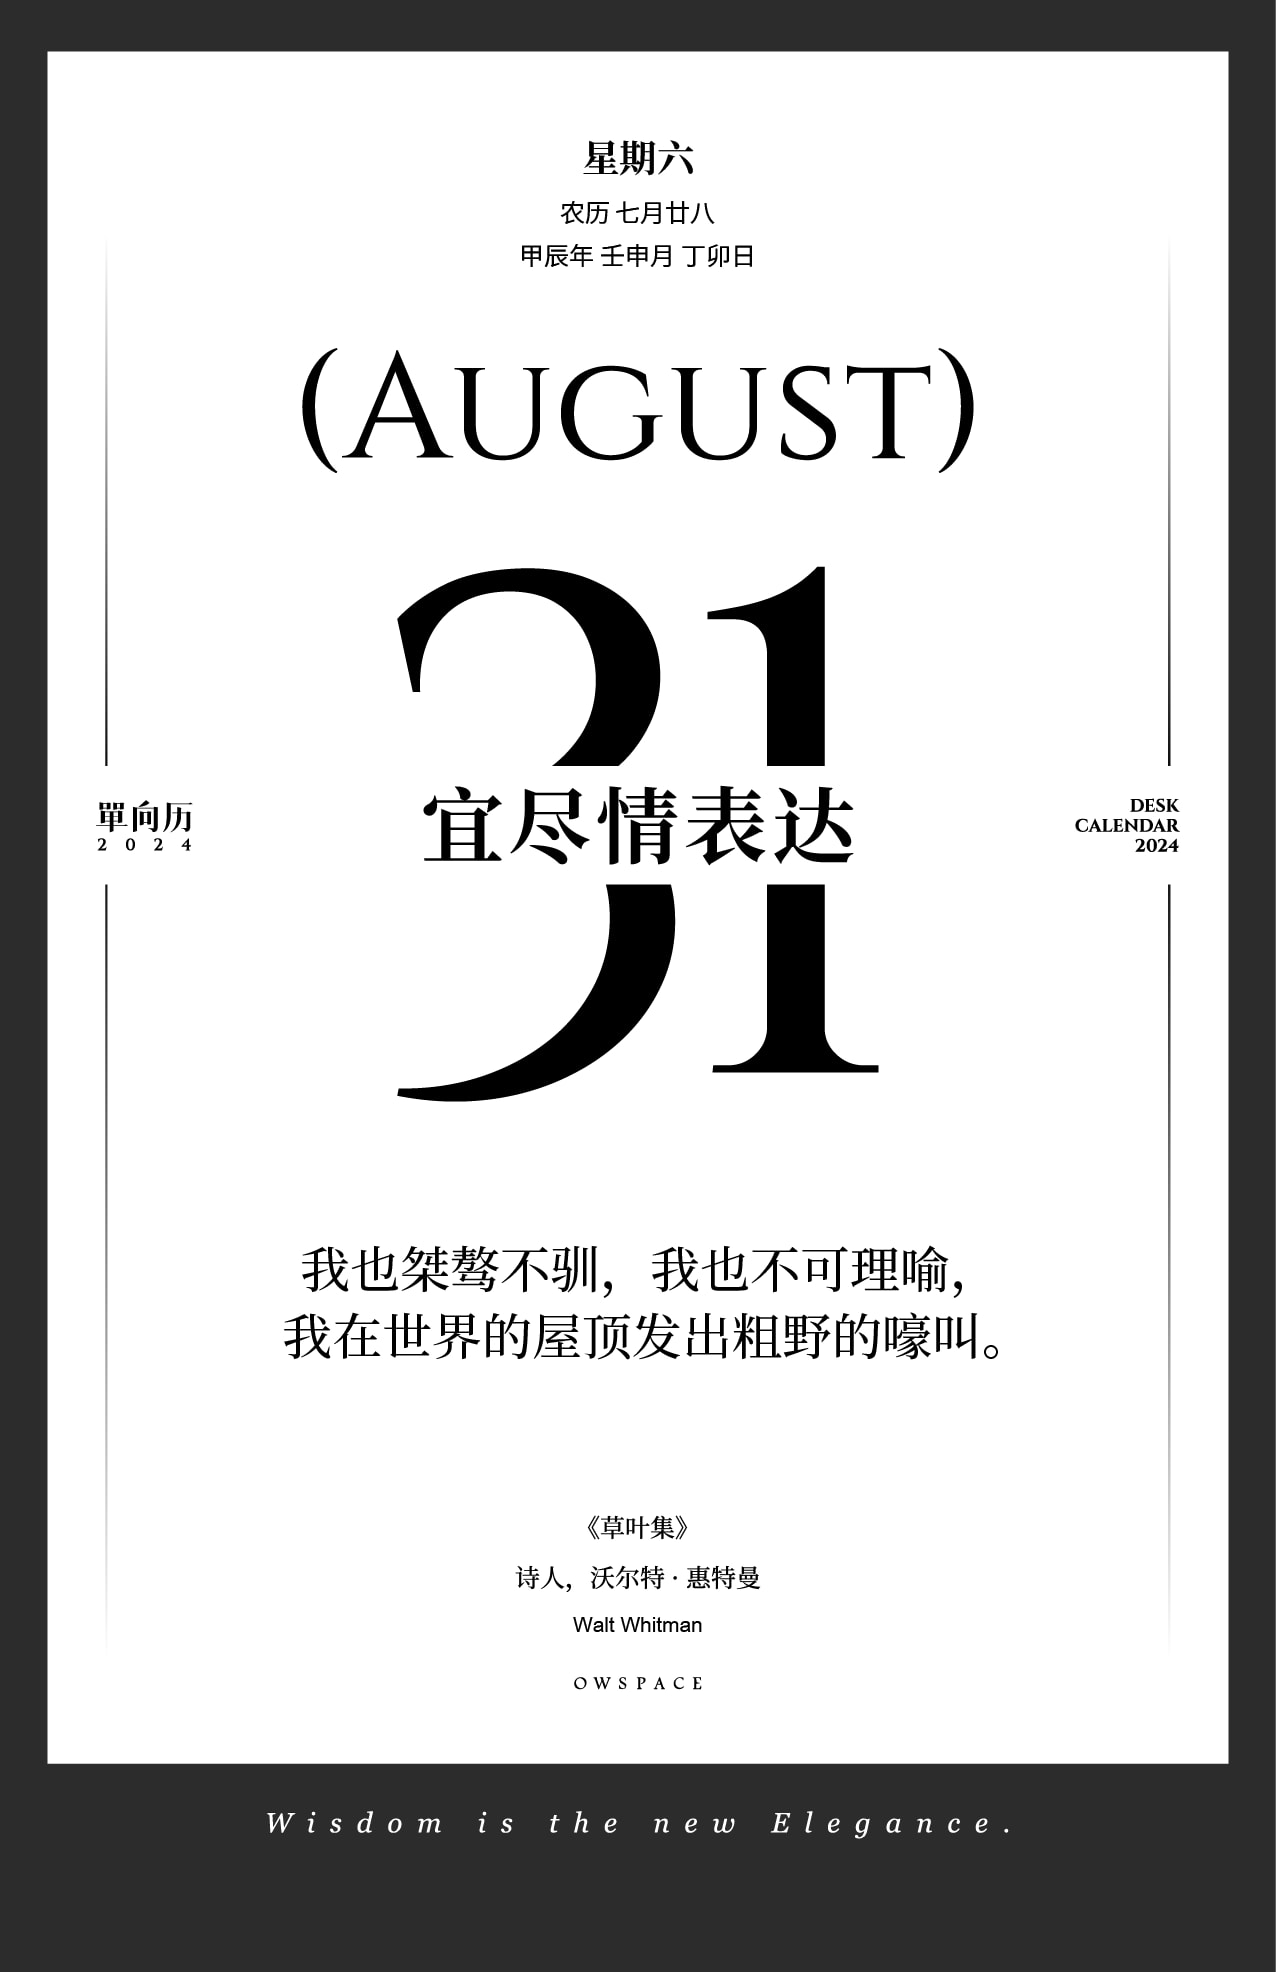 星期六
农历 七月廿八
甲辰年 壬申月 丁卯日
(AUGUST)
31
宜尽情表达
單向历
2024
DESK
CALENDAR
2024
我也桀骜不驯，我也不可理喻，
我在世界的屋顶发出粗野的嚎叫。
《草叶集》
诗人，沃尔特·惠特曼
Walt Whitman
OWSPACE
Wisdom is the new Elegance.